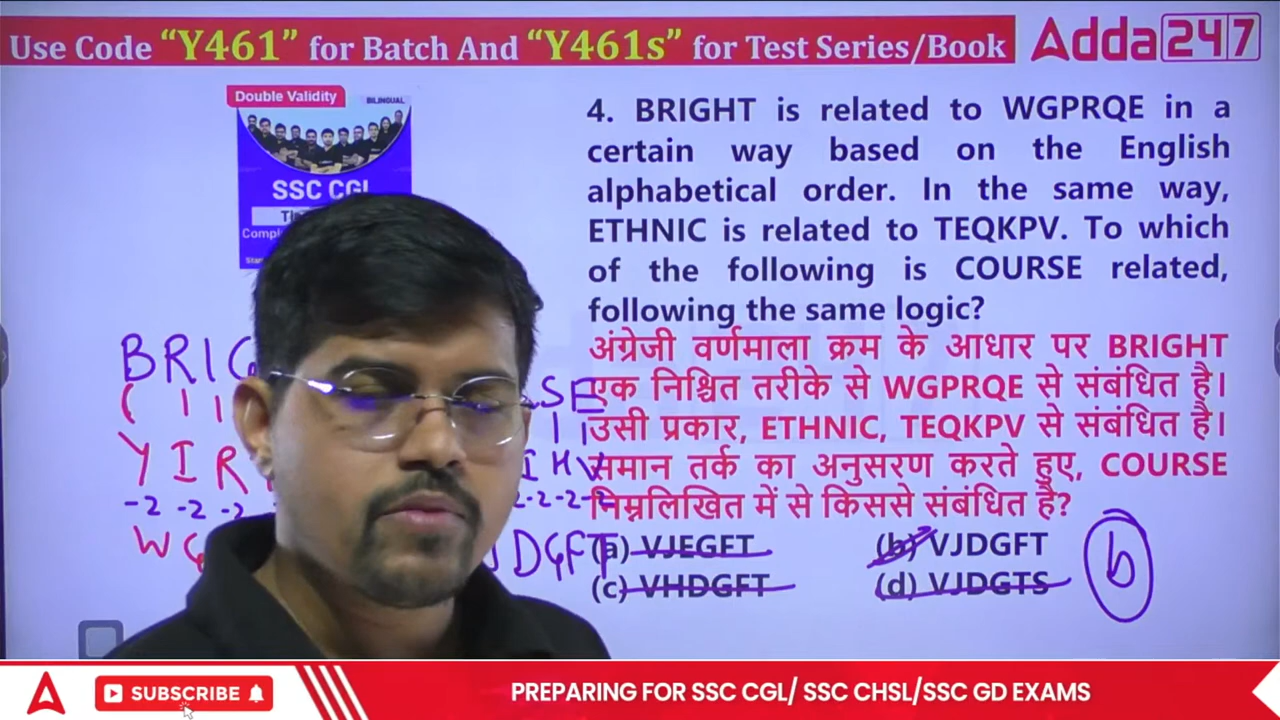 Use Code “Y461” for Batch And “Y461s” for Test Series/Book
Adda247
Double Validity
BILINGUAL
SSC CGL
4. BRIGHT is related to WGPRQE in a
certain way based on the English
alphabetical order. In the same way,
ETHNIC is related to TEQKPV. To which
of the following is COURSE related,
following the same logic?
अंग्रेजी वर्णमाला क्रम के आधार पर BRIGHT
एक निश्चित तरीके से WGPRQE से संबंधित है।
उसी प्रकार, ETHNIC, TEQKPV से संबंधित है।
समान तर्क का अनुसरण करते हुए, COURSE
निम्नलिखित में से किससे संबंधित है?
(a) VJEGFT
(b) VJDGFT
(c) VHDGFT
(d) VJDGTS
b
BRIG
SE
YIR
IHV
-2 -2 -2
-2 -2 -2
W
JDGFT
SUBSCRIBE
PREPARING FOR SSC CGL/ SSC CHSL/SSC GD EXAMS